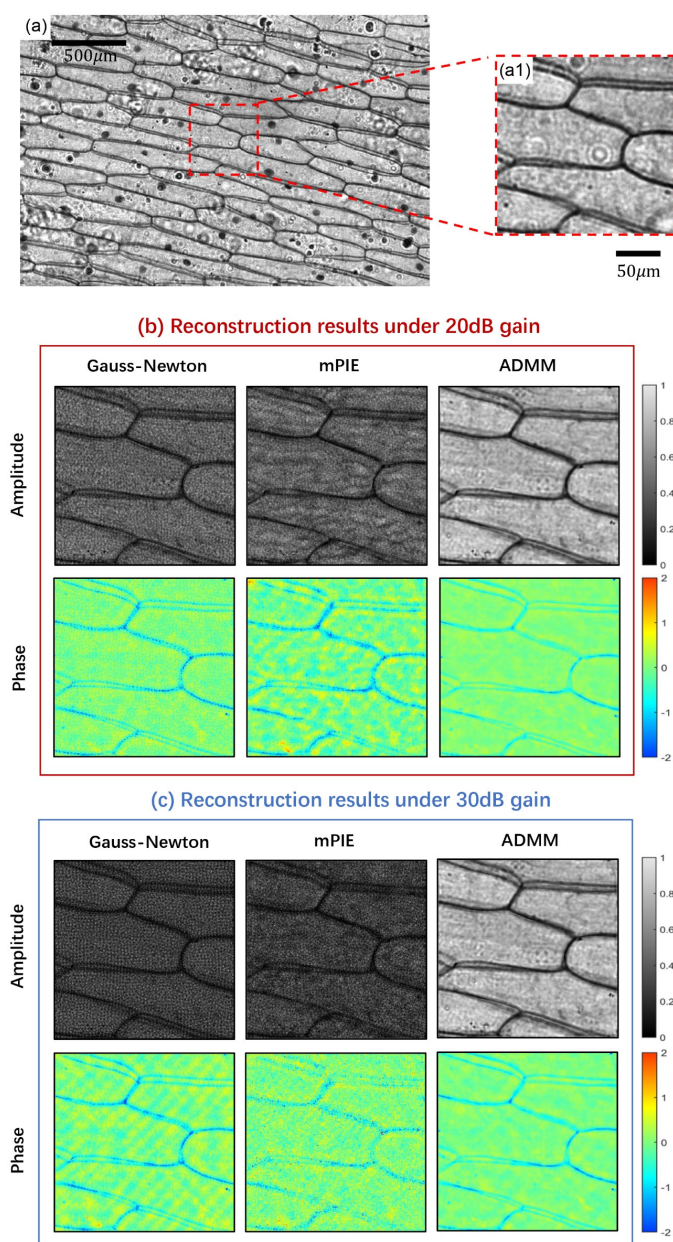 (a)
500μm
(a1)
50μm
(b) Reconstruction results under 20dB gain
Gauss-Newton mPIE ADMM
Amplitude
1
0.8
0.6
0.4
0.2
0
Phase
2
1
0
-1
-2
(c) Reconstruction results under 30dB gain
Gauss-Newton mPIE ADMM
Amplitude
1
0.8
0.6
0.4
0.2
0
Phase
2
1
0
-1
-2